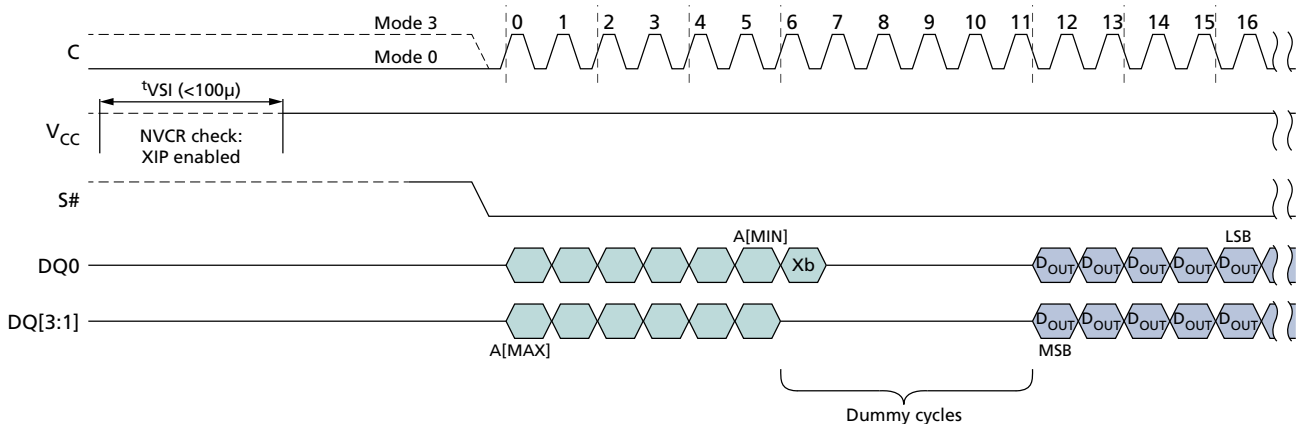 Mode 3
0 1 2 3 4 5 6 7 8 9 10 11 12 13 14 15 16
C
Mode 0
tVSI (<100µ)
VCC
NVCR check:
XIP enabled
S#
A[MIN]
LSB
DQ0
Xb
DOUT DOUT DOUT DOUT DOUT
DQ[3:1]
DOUT DOUT DOUT DOUT DOUT
A[MAX]
MSB
Dummy cycles